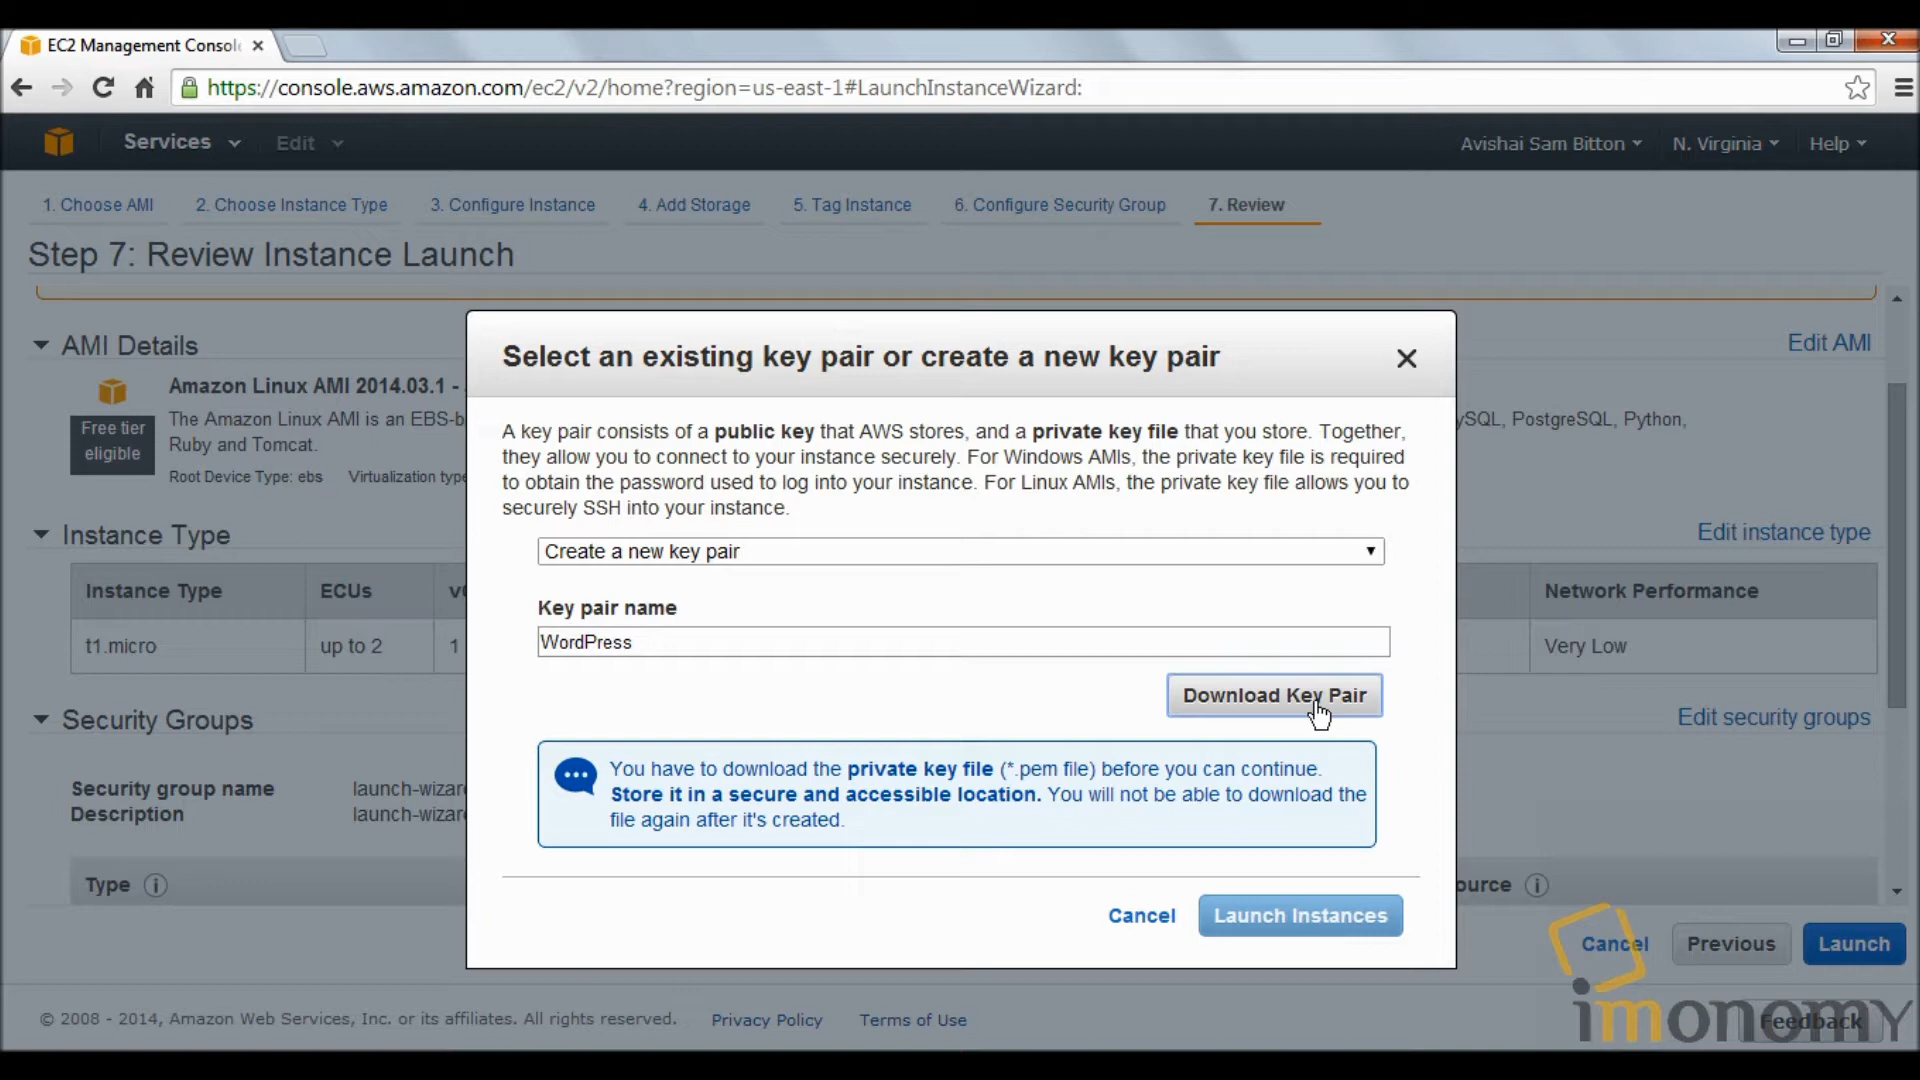 EC2 Management Consol
https://console.aws.amazon.com/ec2/v2/home?region=us-east-1#LaunchInstanceWizard:
Services Edit Avishai Sam Bitton N. Virginia Help
1. Choose AMI 2. Choose Instance Type 3. Configure Instance 4. Add Storage 5. Tag Instance 6. Configure Security Group 7. Review
Step 7: Review Instance Launch
AMI Details Edit AMI
Amazon Linux AMI 2014.03.1 -
Free tier eligible
The Amazon Linux AMI is an EBS-b ySQL, PostgreSQL, Python,
Ruby and Tomcat.
Root Device Type: ebs Virtualization type
Select an existing key pair or create a new key pair
A key pair consists of a public key that AWS stores, and a private key file that you store. Together,
they allow you to connect to your instance securely. For Windows AMIs, the private key file is required
to obtain the password used to log into your instance. For Linux AMIs, the private key file allows you to
securely SSH into your instance.
Create a new key pair
Key pair name
WordPress
Download Key Pair
You have to download the private key file (*.pem file) before you can continue.
Store it in a secure and accessible location. You will not be able to download the
file again after it's created.
Cancel Launch Instances
Instance Type Edit instance type
Instance Type ECUs Network Performance
t1.micro up to 2 1 Very Low
Security Groups Edit security groups
Security group name launch-wizar
Description launch-wizar
Type i ource i
Cancel Previous Launch
© 2008 - 2014, Amazon Web Services, Inc. or its affiliates. All rights reserved. Privacy Policy Terms of Use Feedback
imonomy